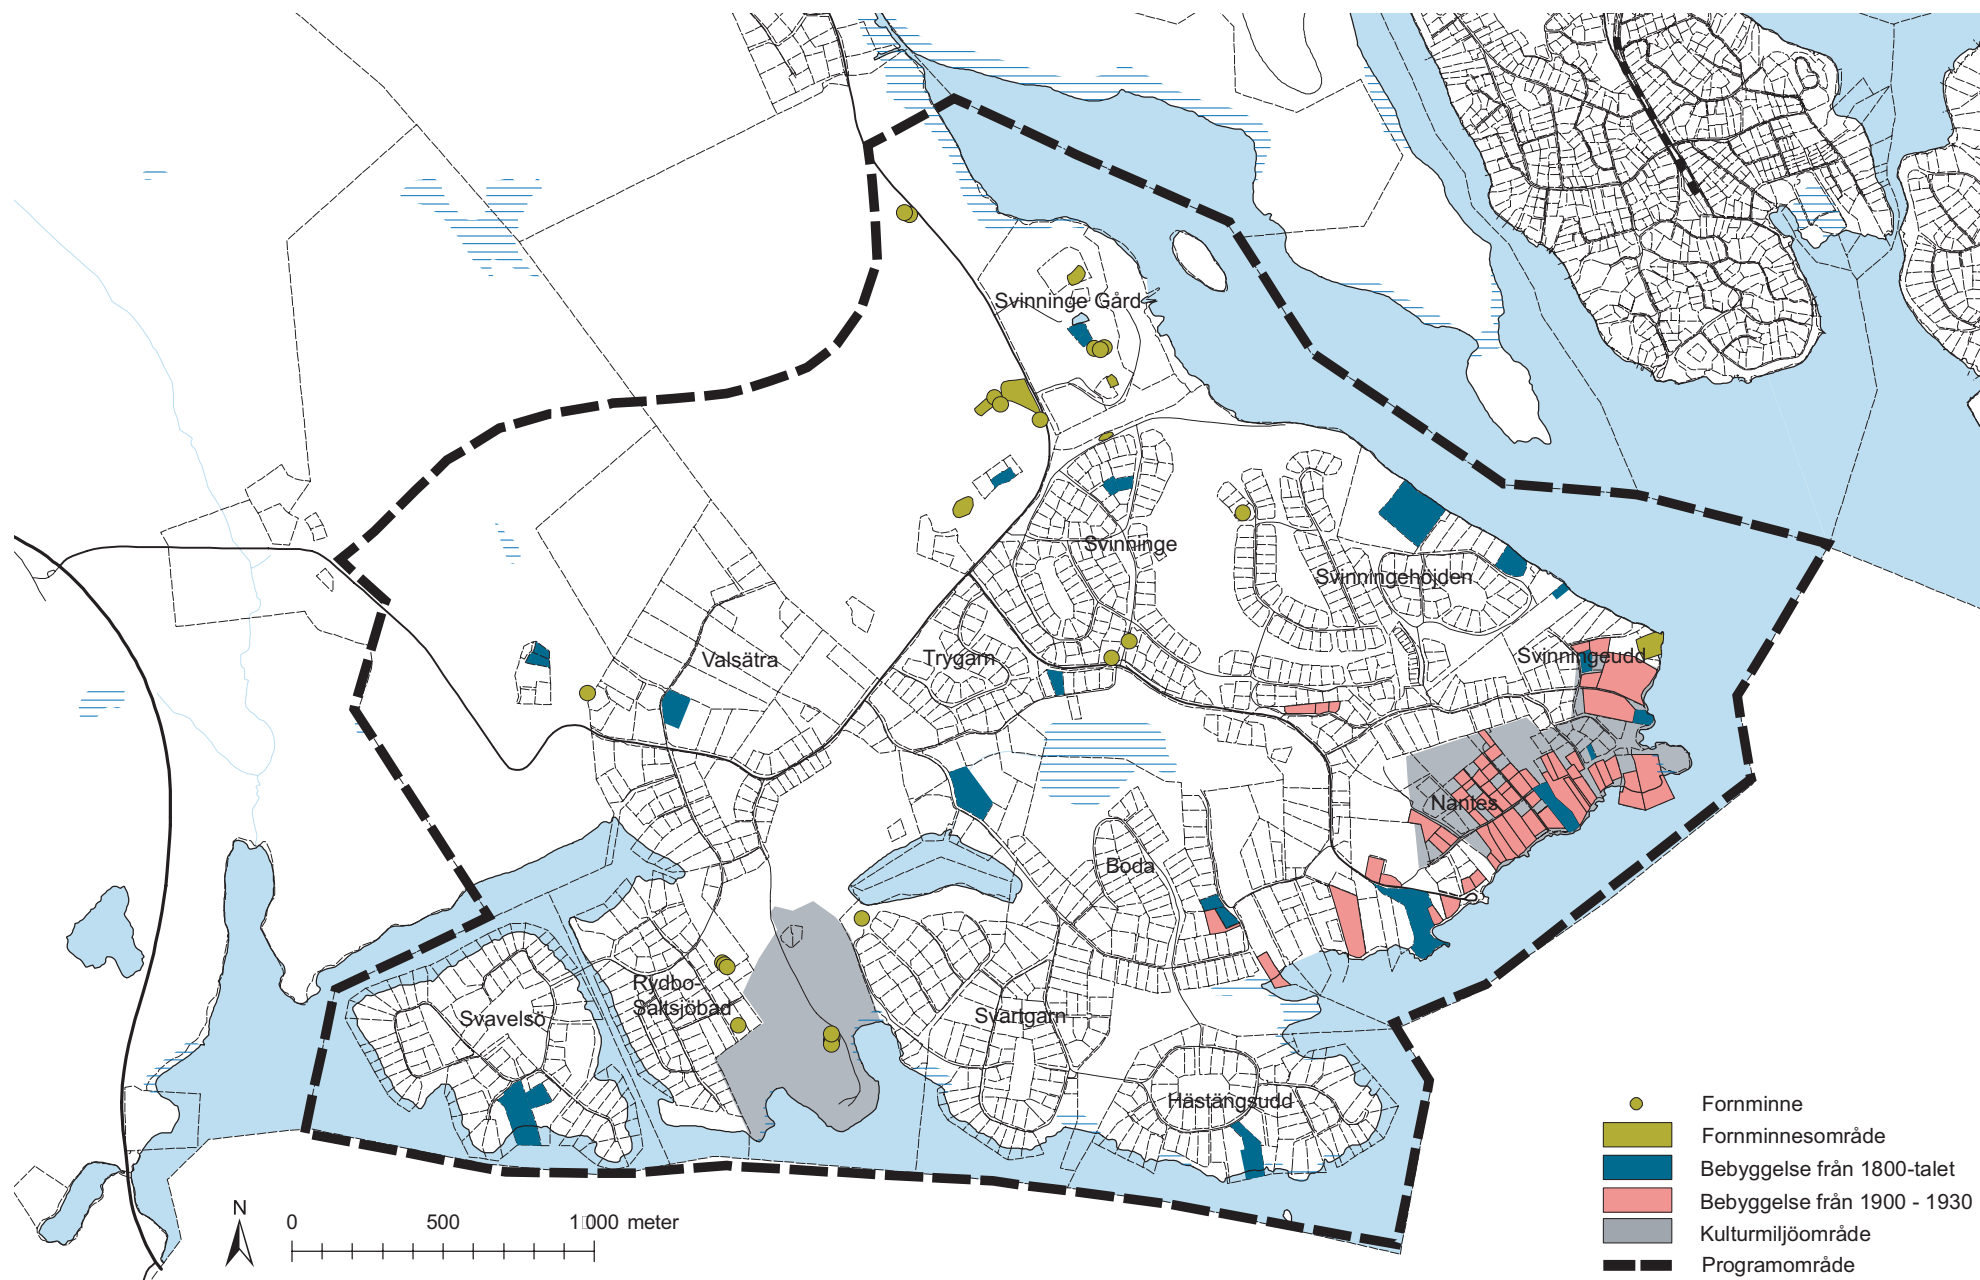 Svinninge Gård
Svinninge
Svinningehöjden
Valsätra
Trygarn
Svinningeudd
Nantes
Boda
Rydbo-
Saltsjöbad
Svavelsö
Svartgarn
Hästängsudd
Fornminne
Fornminnesområde
Bebyggelse från 1800-talet
Bebyggelse från 1900 - 1930
Kulturmiljöområde
Programområde
N
0 500 1 000 meter